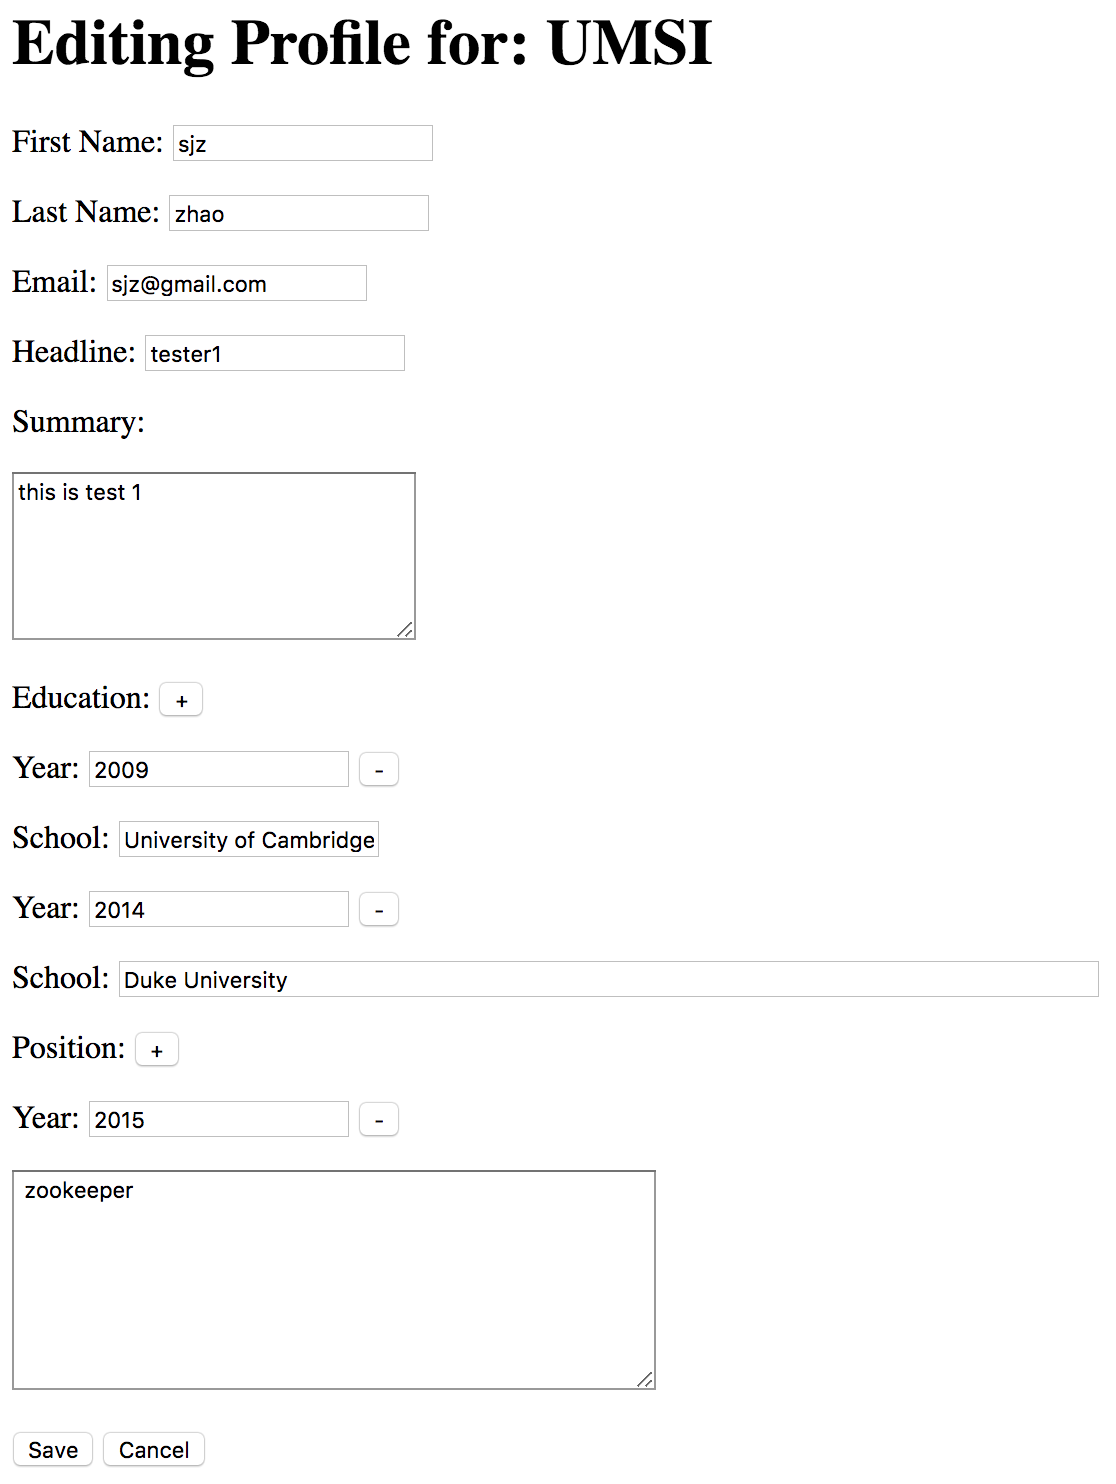 Editing Profile for: UMSI
First Name: sjz
Last Name: zhao
Email: sjz@gmail.com
Headline: tester1
Summary:
this is test 1
Education: +
Year: 2009 -
School: University of Cambridge
Year: 2014 -
School: Duke University
Position: +
Year: 2015 -
zookeeper
Save Cancel